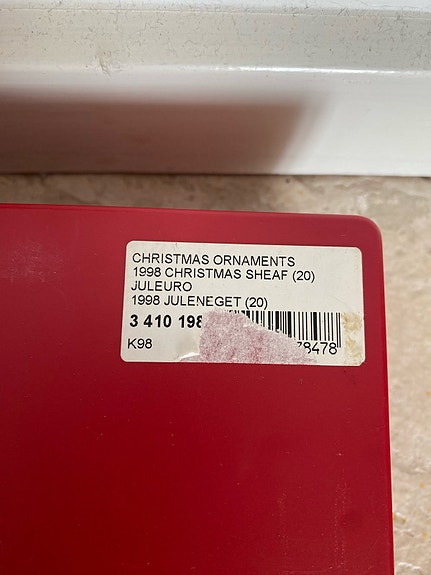 CHRISTMAS ORNAMENTS
1998 CHRISTMAS SHEAF (20)
JULEURO
1998 JULENEGET (20)
3 410 198
78478
K98